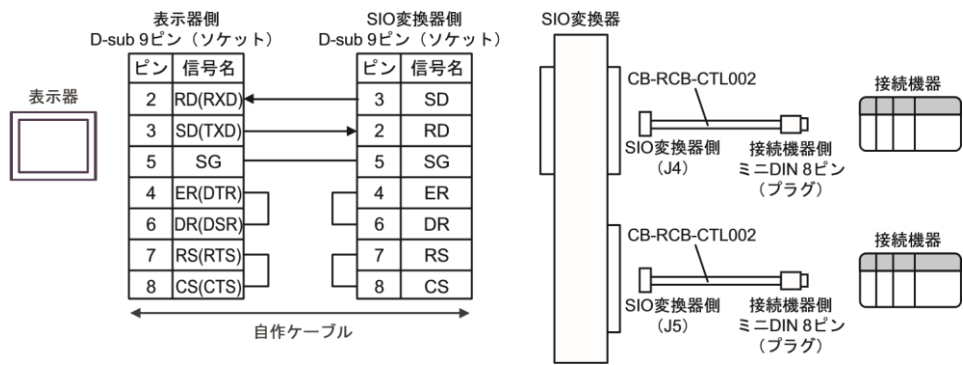 表示器
表示器側
D-sub 9ピン（ソケット）
ピン 信号名
2 RD(RXD)
3 SD(TXD)
5 SG
4 ER(DTR)
6 DR(DSR)
7 RS(RTS)
8 CS(CTS)
SIO変換器側
D-sub 9ピン（ソケット）
ピン 信号名
3 SD
2 RD
5 SG
4 ER
6 DR
7 RS
8 CS
自作ケーブル
SIO変換器
CB-RCB-CTL002
SIO変換器側
（J4）
接続機器側
ミニDIN 8ピン
（プラグ）
接続機器
CB-RCB-CTL002
SIO変換器側
（J5）
接続機器側
ミニDIN 8ピン
（プラグ）
接続機器